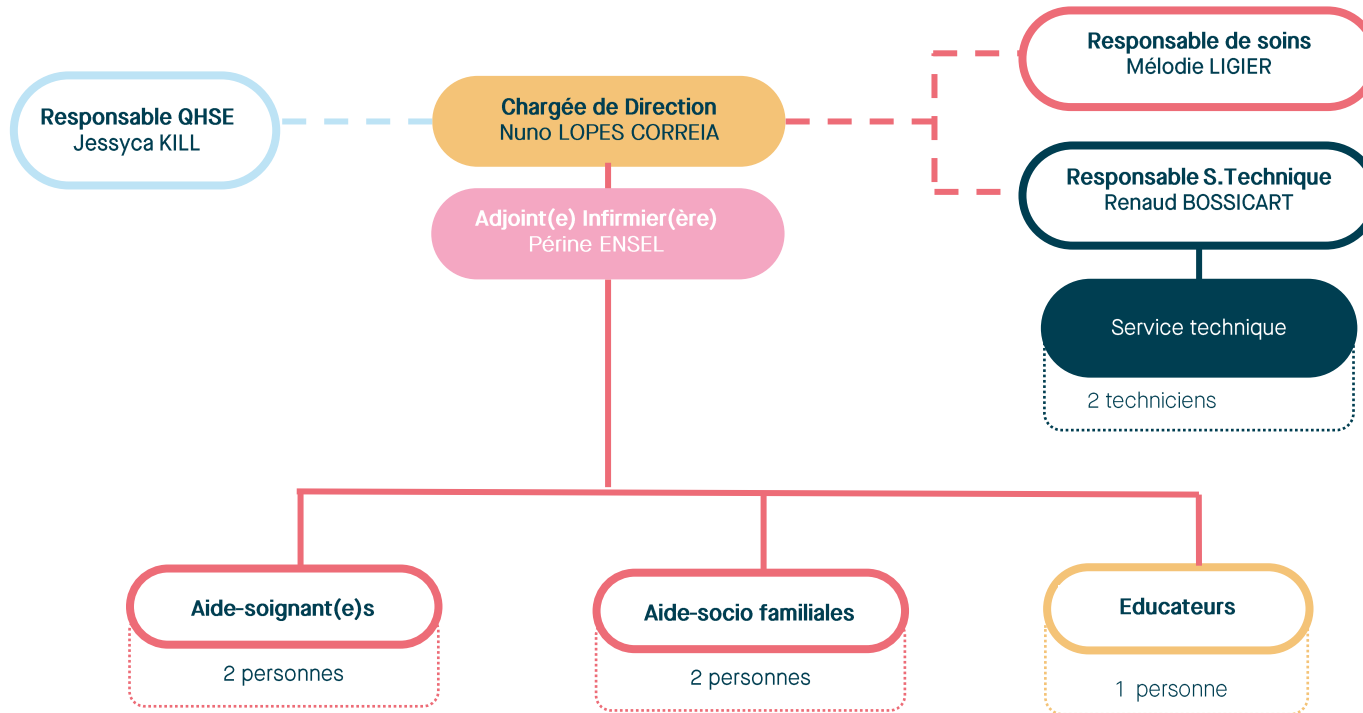 Responsable de soins
Mélodie LIGIER
Responsable QHSE
Jessyca KILL
Chargée de Direction
Nuno LOPES CORREIA
Responsable S.Technique
Renaud BOSSICART
Adjoint(e) Infirmier(ère)
Périne ENSEL
Service technique
2 techniciens
Aide-soignant(e)s
2 personnes
Aide-socio familiales
2 personnes
Educateurs
1 personne